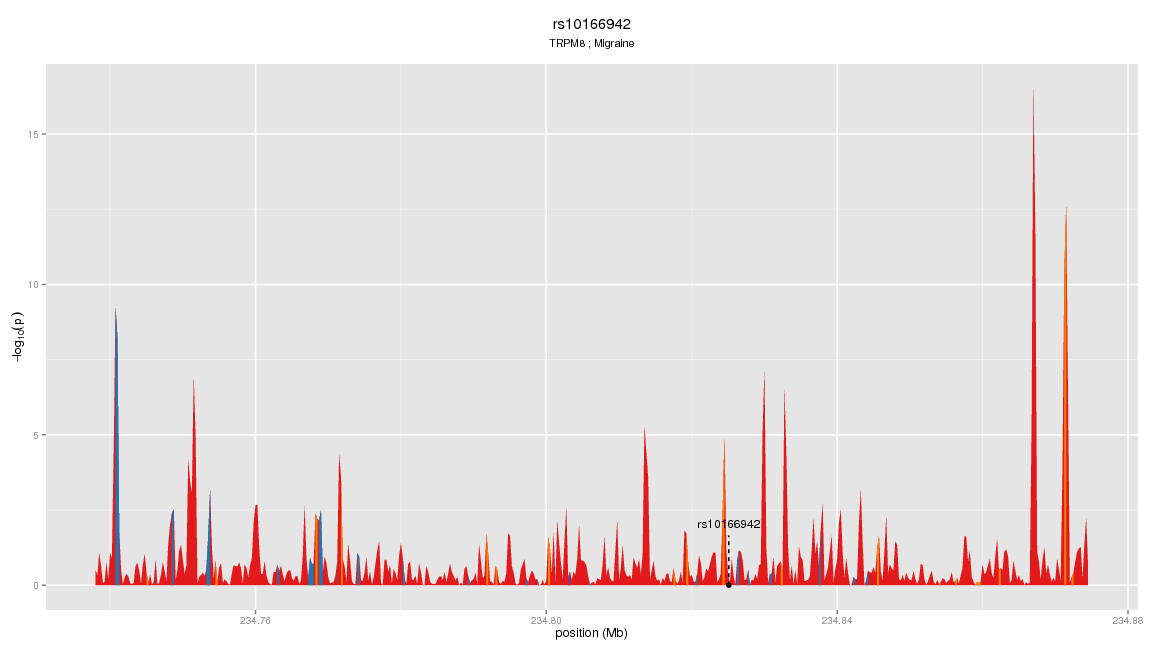 rs10166942
TRPM8 ; Migraine
−log10(p)
15
10
5
0
rs10166942
234.76
234.80
234.84
234.88
position (Mb)